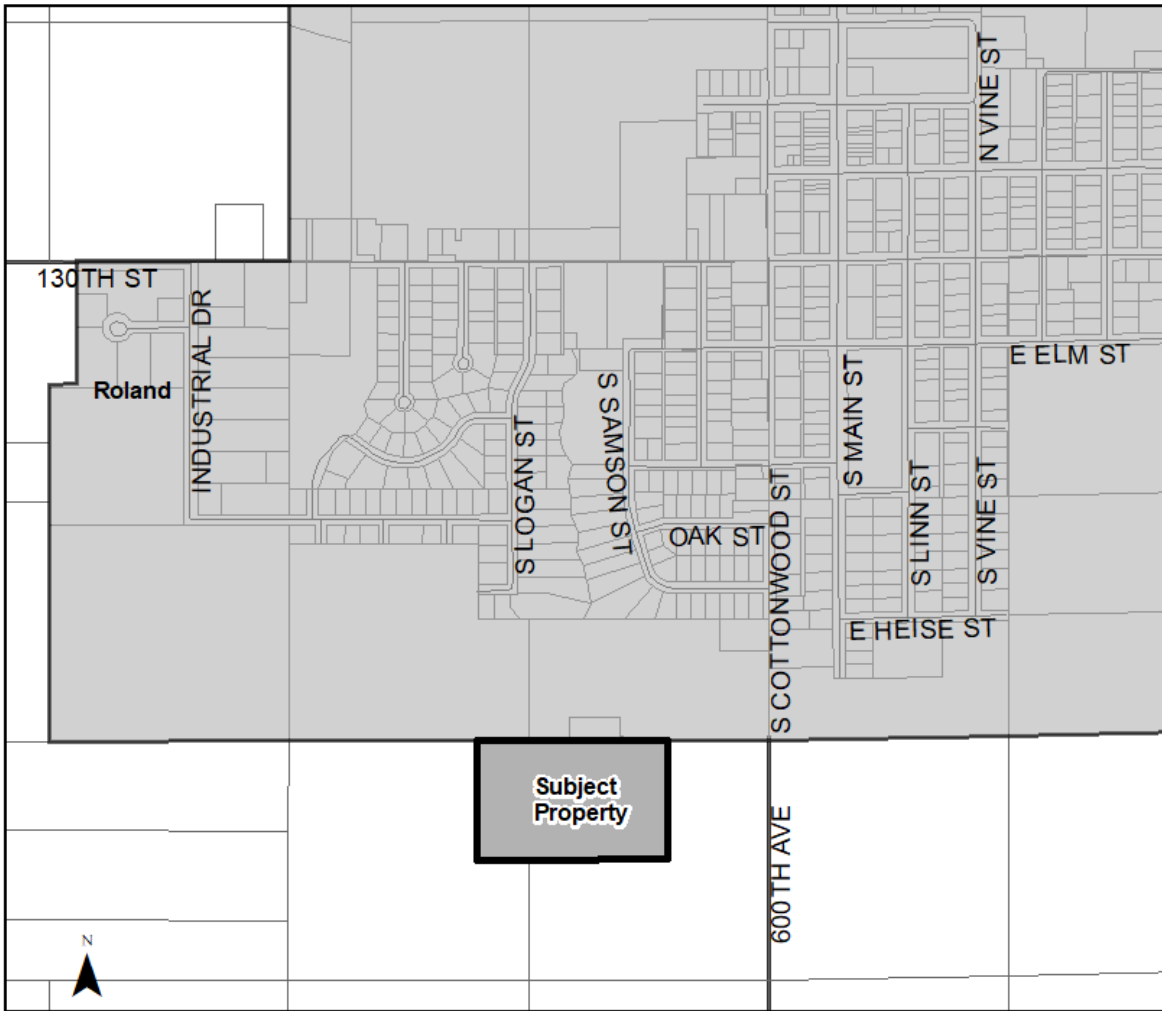 N VINE ST
130TH ST
INDUSTRIAL DR
Roland
E ELM ST
S MAIN ST
S SAMSON ST
S LOGAN ST
S LINN ST
S VINE ST
OAK ST
S COTTONWOOD ST
E HEISE ST
Subject
Property
600TH AVE
N